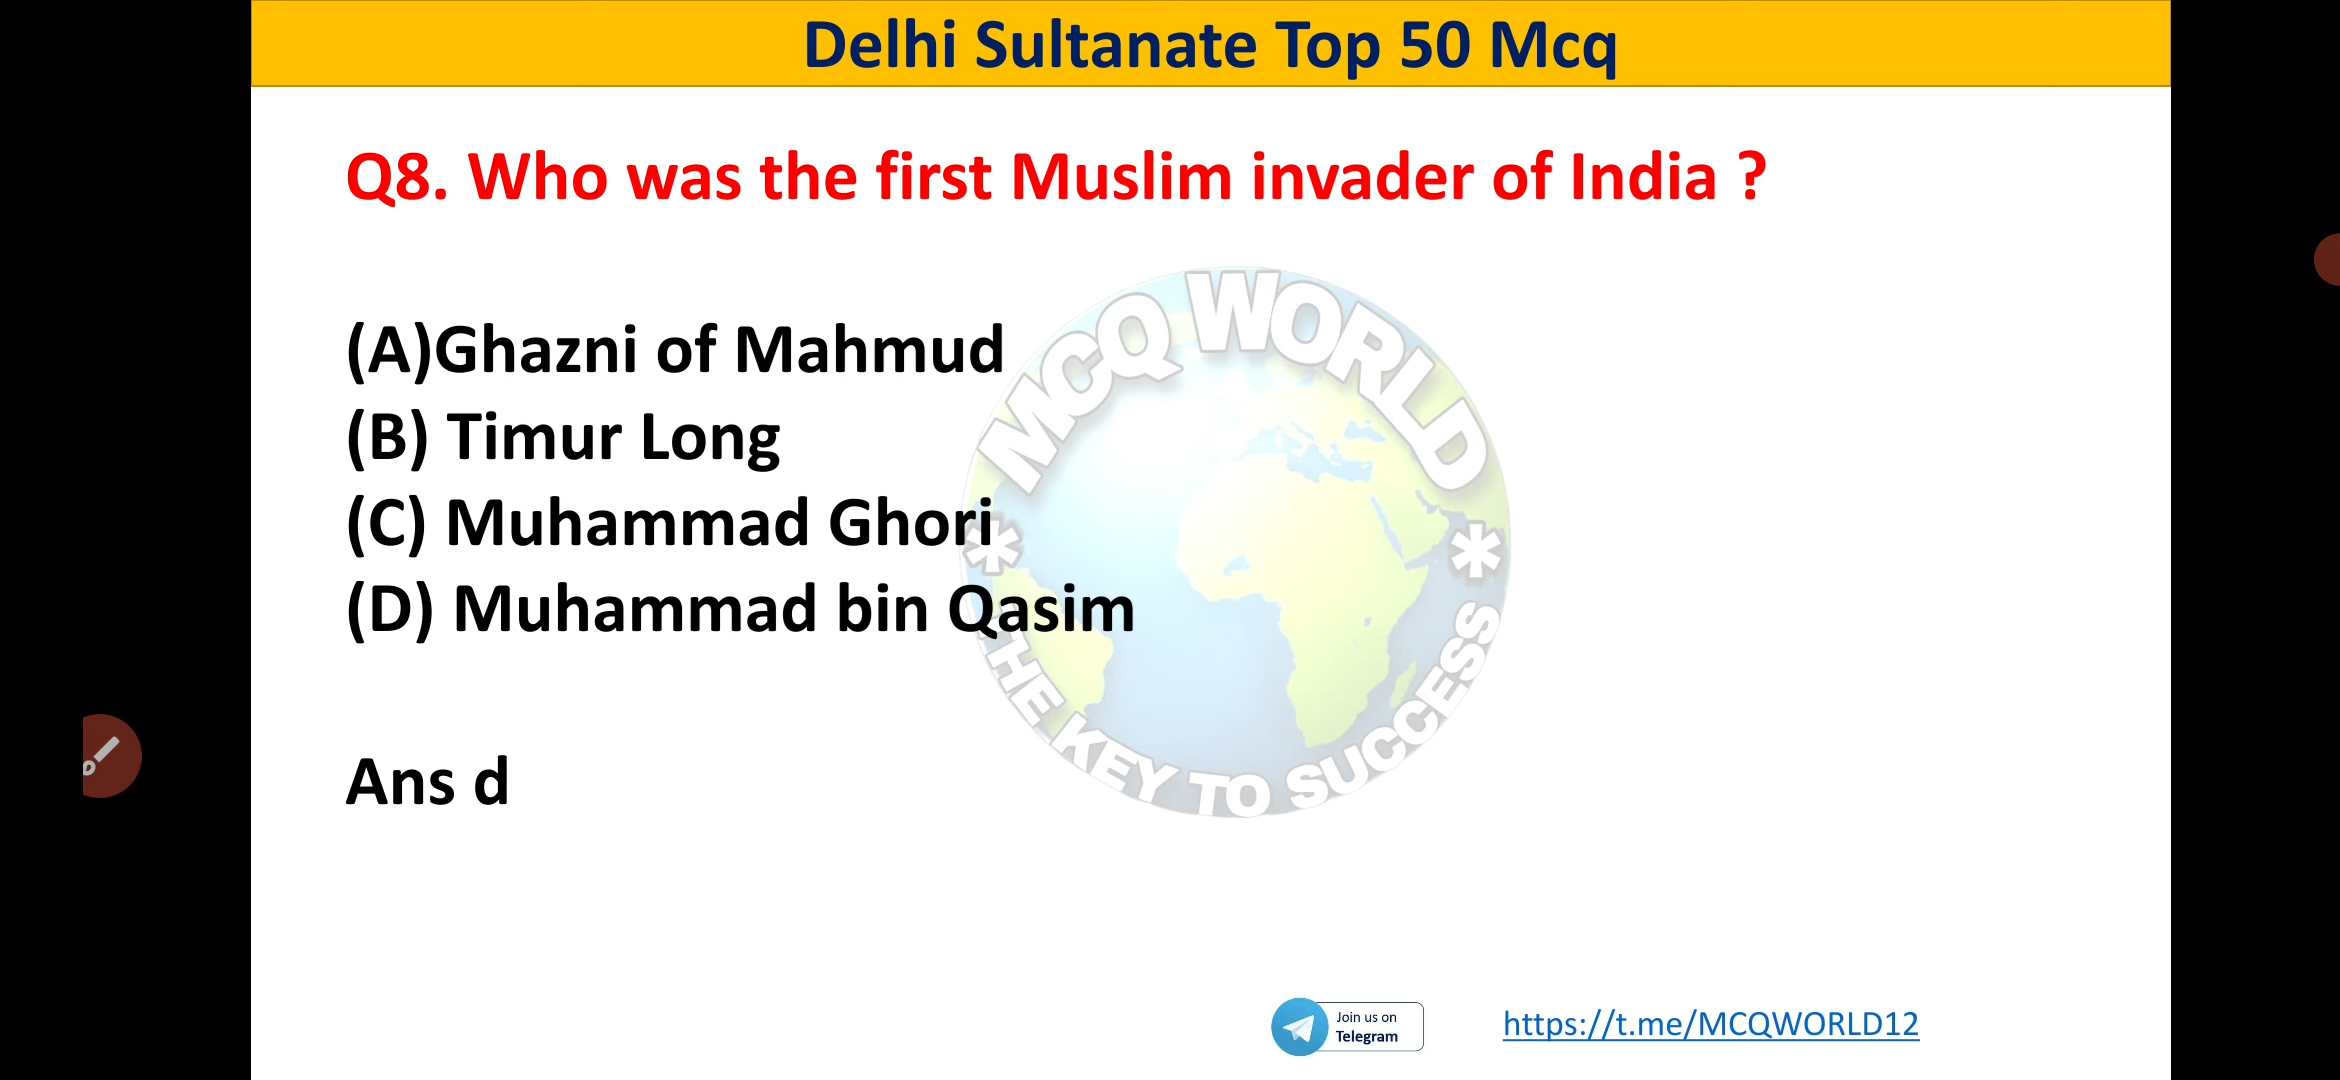 Delhi Sultanate Top 50 Mcq
Q8. Who was the first Muslim invader of India ?
(A)Ghazni of Mahmud
(B) Timur Long
(C) Muhammad Ghori
(D) Muhammad bin Qasim
Ans d
MCQ WORLD
THE KEY TO SUCCESS
Join us on
Telegram
https://t.me/MCQWORLD12